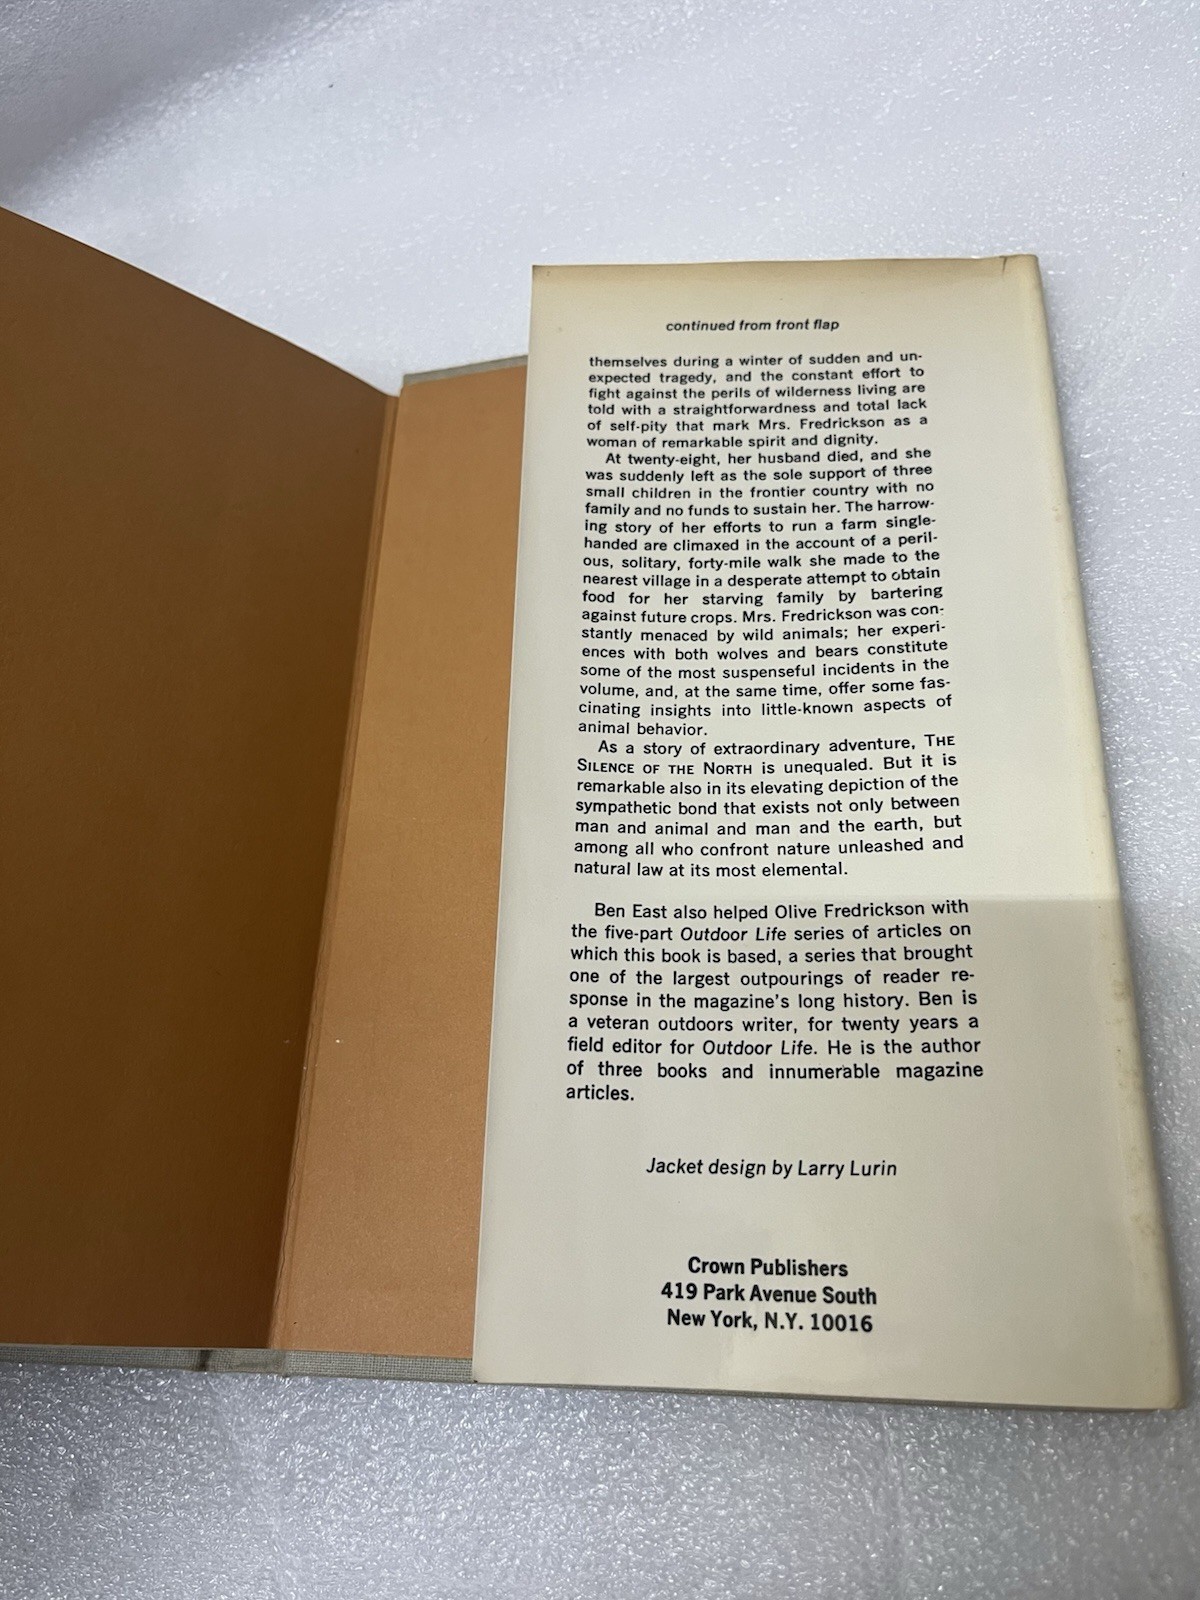 continued from front flap
themselves during a winter of sudden and un-
expected tragedy, and the constant effort to
fight against the perils of wilderness living are
told with a straightforwardness and total lack
of self-pity that mark Mrs. Fredrickson as a
woman of remarkable spirit and dignity.
At twenty-eight, her husband died, and she
was suddenly left as the sole support of three
small children in the frontier country with no
family and no funds to sustain her. The harrow-
ing story of her efforts to run a farm single-
handed are climaxed in the account of a peril-
ous, solitary, forty-mile walk she made to the
nearest village in a desperate attempt to obtain
food for her starving family by bartering
against future crops. Mrs. Fredrickson was con-
stantly menaced by wild animals; her experi-
ences with both wolves and bears constitute
some of the most suspenseful incidents in the
volume, and, at the same time, offer some fas-
cinating insights into little-known aspects of
animal behavior.
As a story of extraordinary adventure, THE
SILENCE OF THE NORTH is unequaled. But it is
remarkable also in its elevating depiction of the
sympathetic bond that exists not only between
man and animal and man and the earth, but
among all who confront nature unleashed and
natural law at its most elemental.
Ben East also helped Olive Fredrickson with
the five-part Outdoor Life series of articles on
which this book is based, a series that brought
one of the largest outpourings of reader re-
sponse in the magazine's long history. Ben is
a veteran outdoors writer, for twenty years a
field editor for Outdoor Life. He is the author
of three books and innumerable magazine
articles.
Jacket design by Larry Lurin
Crown Publishers
419 Park Avenue South
New York, N.Y. 10016